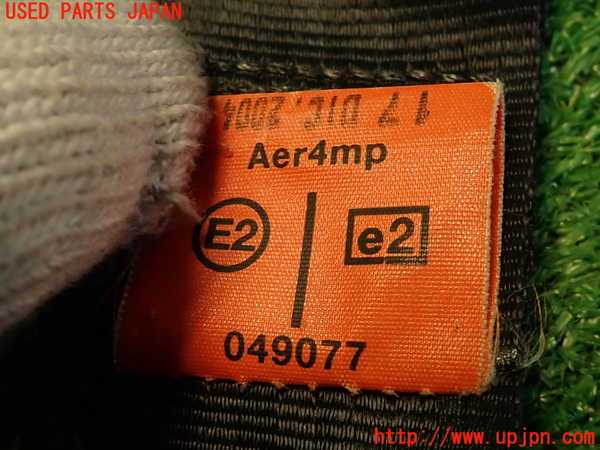 USED PARTS JAPAN
17 DIC. 2004
Aer4mp
E2 e2
049077
http://www.upjpn.com/